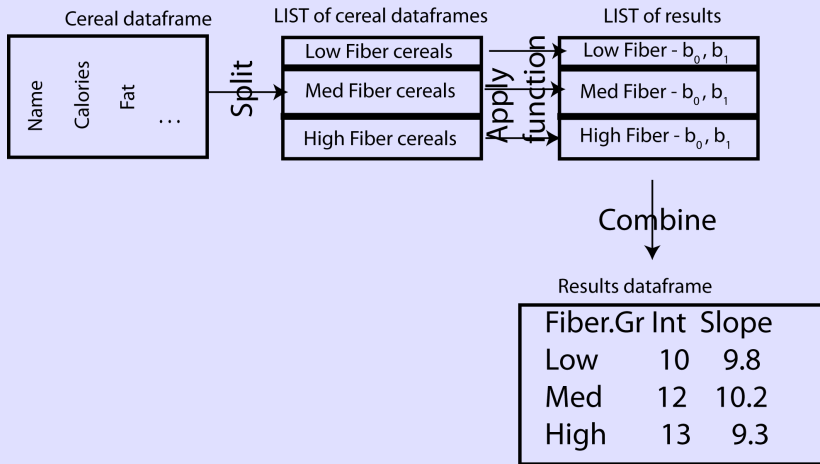 Cereal dataframe
Name
Calories
Fat
...
Split
LIST of cereal dataframes
Low Fiber cereals
Med Fiber cereals
High Fiber cereals
Apply
function
LIST of results
Low Fiber - b₀, b₁
Med Fiber - b₀, b₁
High Fiber - b₀, b₁
Combine
Results dataframe
Fiber.Gr Int Slope
Low 10 9.8
Med 12 10.2
High 13 9.3